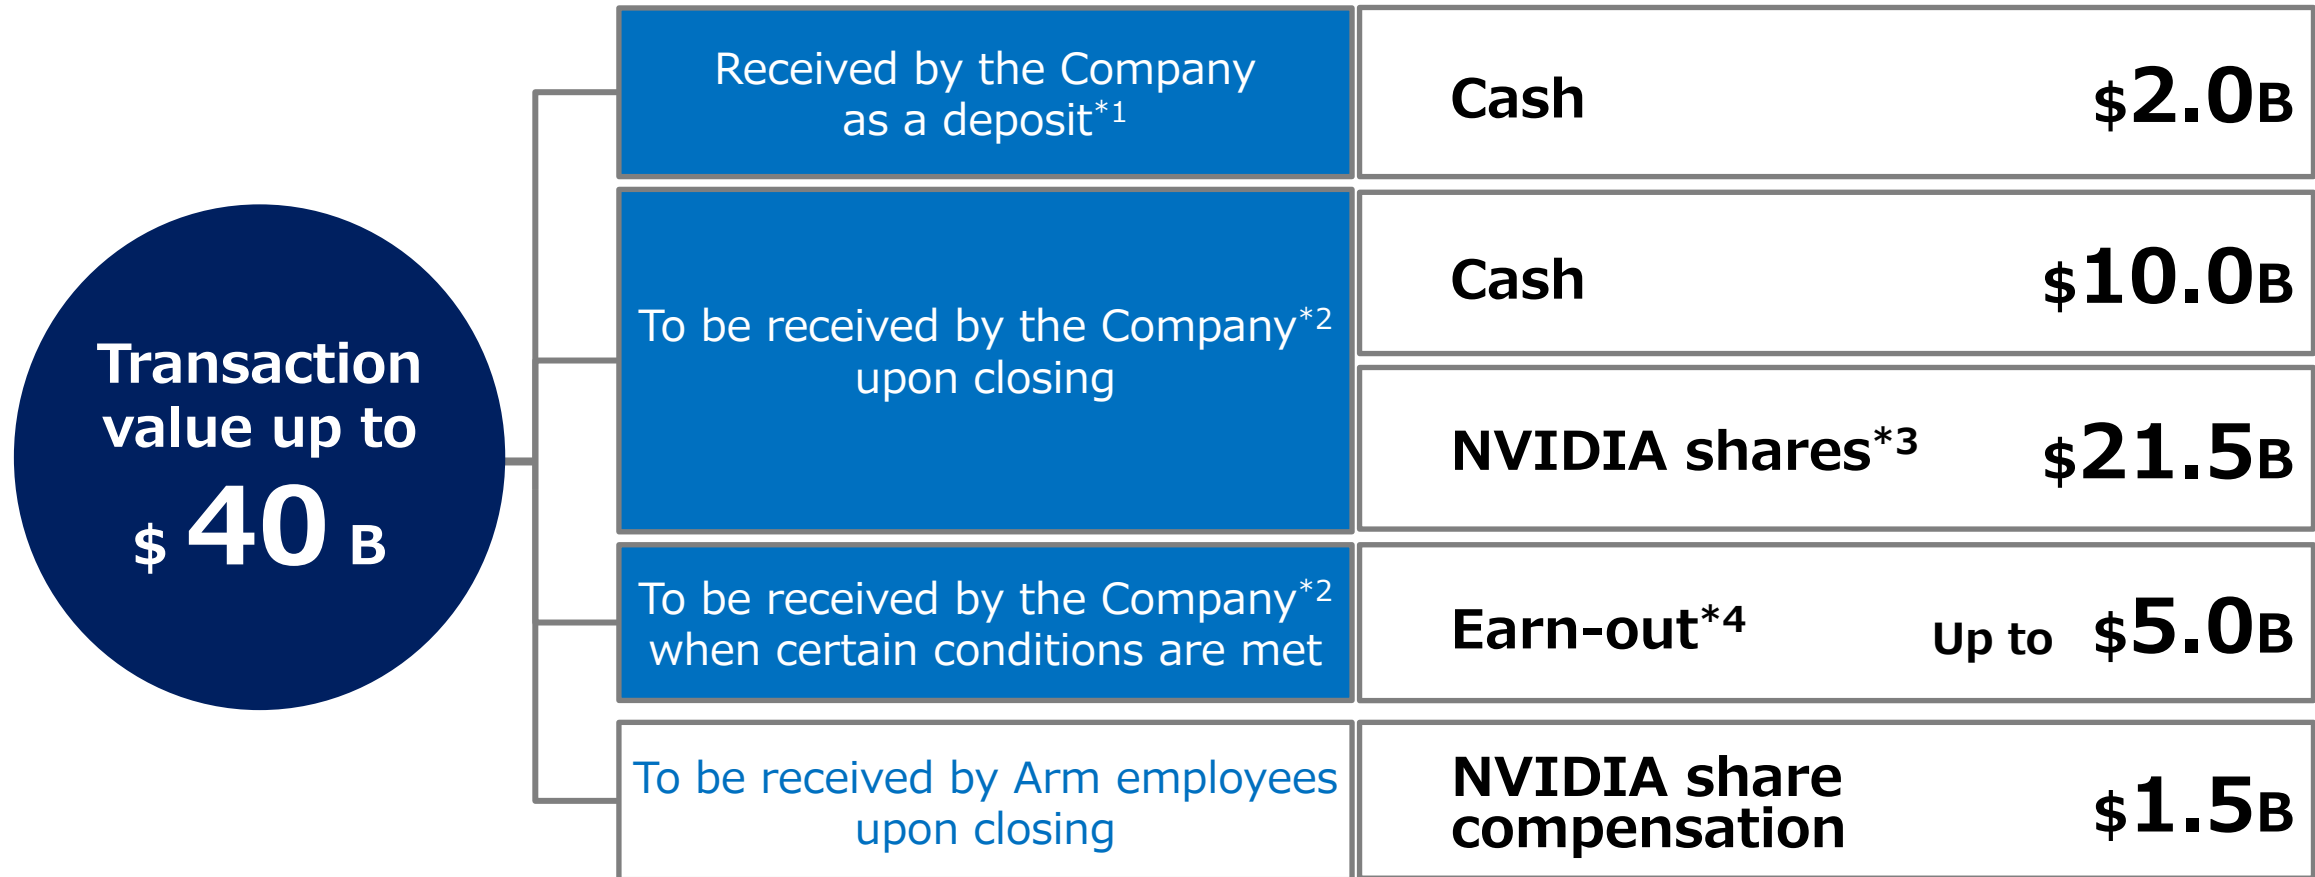 Transaction
value up to
$ 40 B
Received by the Company
as a deposit*1
Cash $2.0B
To be received by the Company*2
upon closing
Cash $10.0B
NVIDIA shares*3 $21.5B
To be received by the Company*2
when certain conditions are met
Earn-out*4 Up to $5.0B
To be received by Arm employees
upon closing
NVIDIA share
compensation
$1.5B